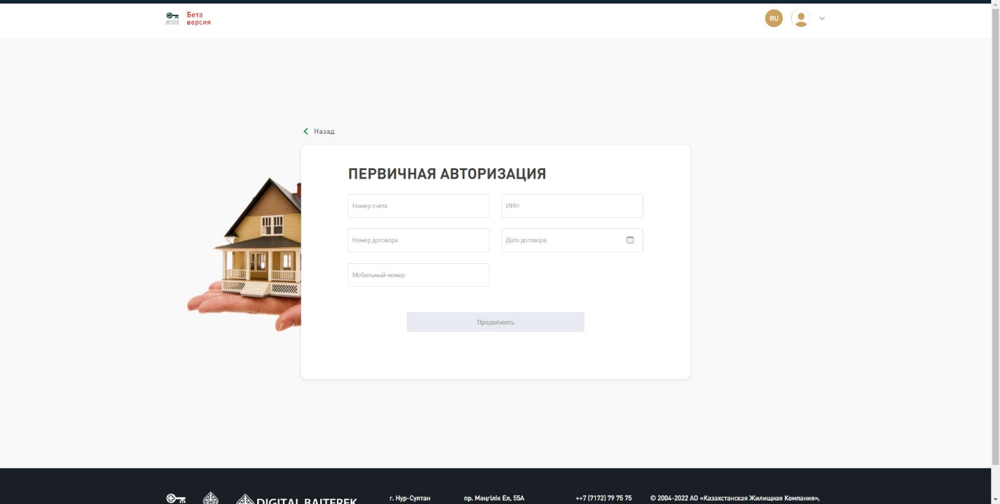 Бета
версия
RU
Назад
ПЕРВИЧНАЯ АВТОРИЗАЦИЯ
Номер счета
ИИН
Номер договора
Дата договора
Мобильный номер
Продолжить
DIGITAL BAITEREK
г. Нур-Султан
пр. Мәңгілік Ел, 55А
++7 (7172) 79 75 75
© 2004-2022 АО «Казахстанская Жилищная Компания»,